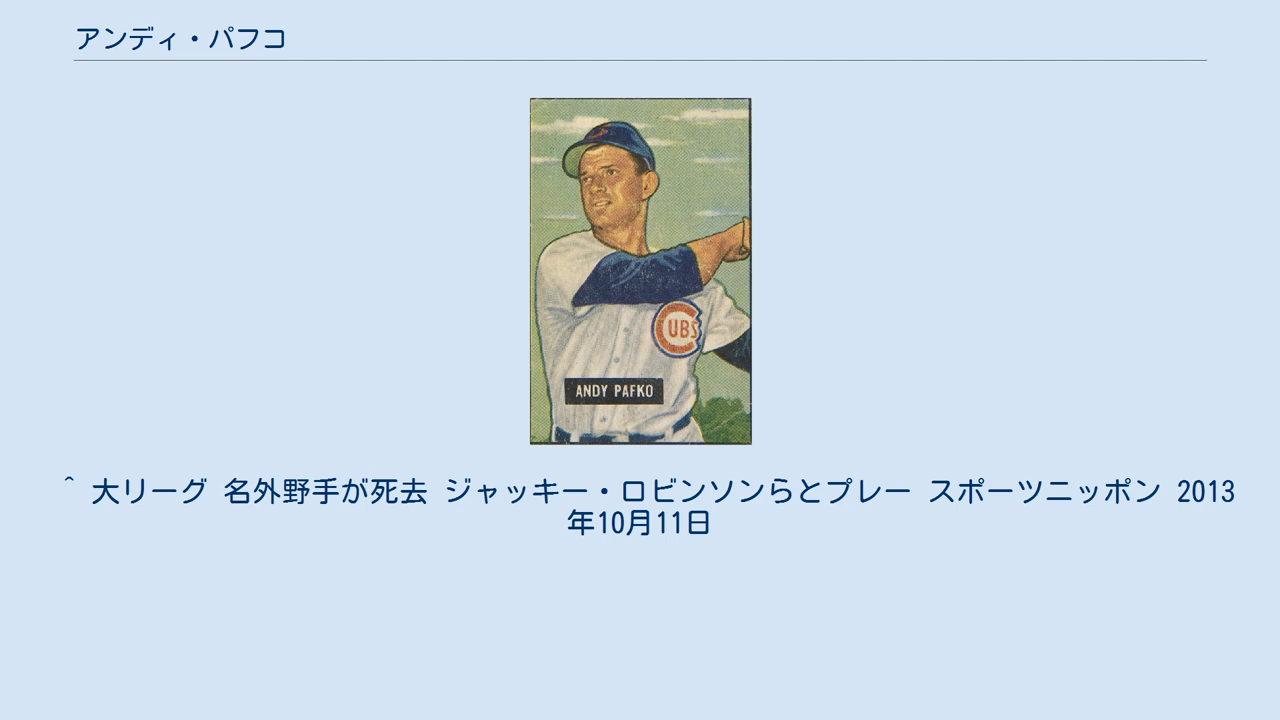 アンディ・パフコ
CUBS
ANDY PAFKO
^ 大リーグ 名外野手が死去 ジャッキー・ロビンソンらとプレー スポーツニッポン 2013
年10月11日